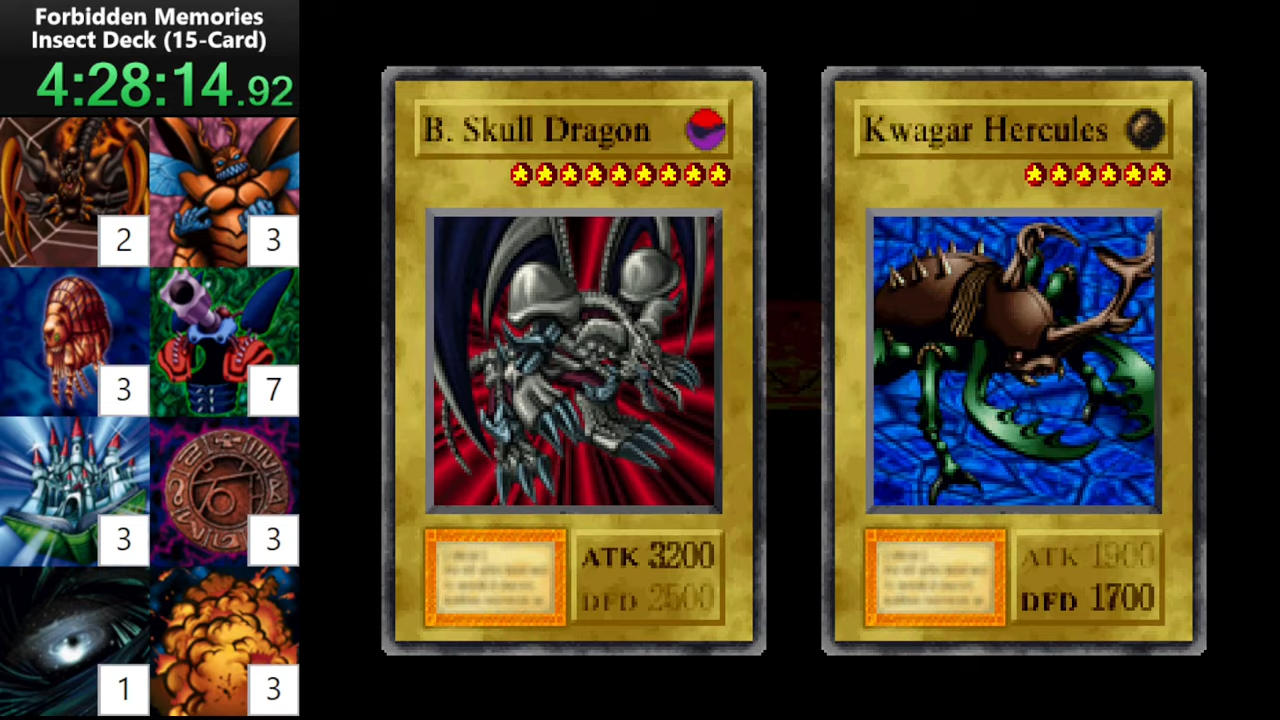 Forbidden Memories
Insect Deck (15-Card)
4:28:14.92
2
3
3
7
3
3
1
3
B. Skull Dragon
ATK 3200
DFD 2500
Kwagar Hercules
ATK 1900
DFD 1700